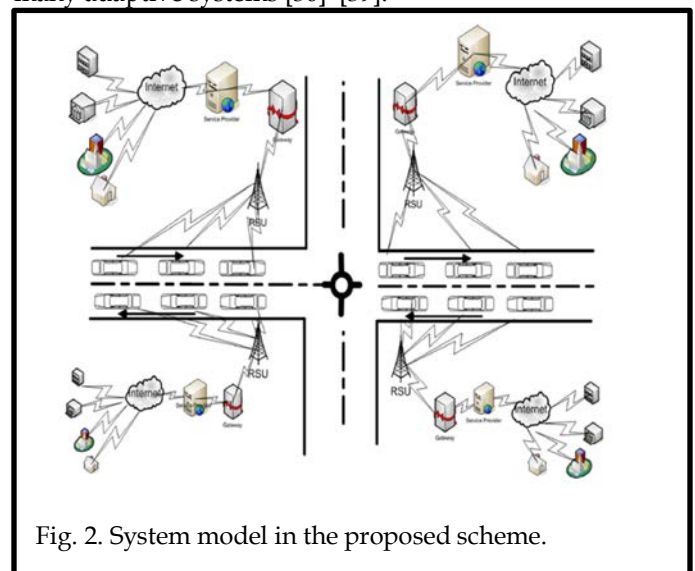 Internet
Service Provider
Gateway
RSU
Service Provider
Internet
Gateway
RSU
RSU
Internet
Gateway
RSU
Gateway
Service Provider
Internet
Fig. 2. System model in the proposed scheme.